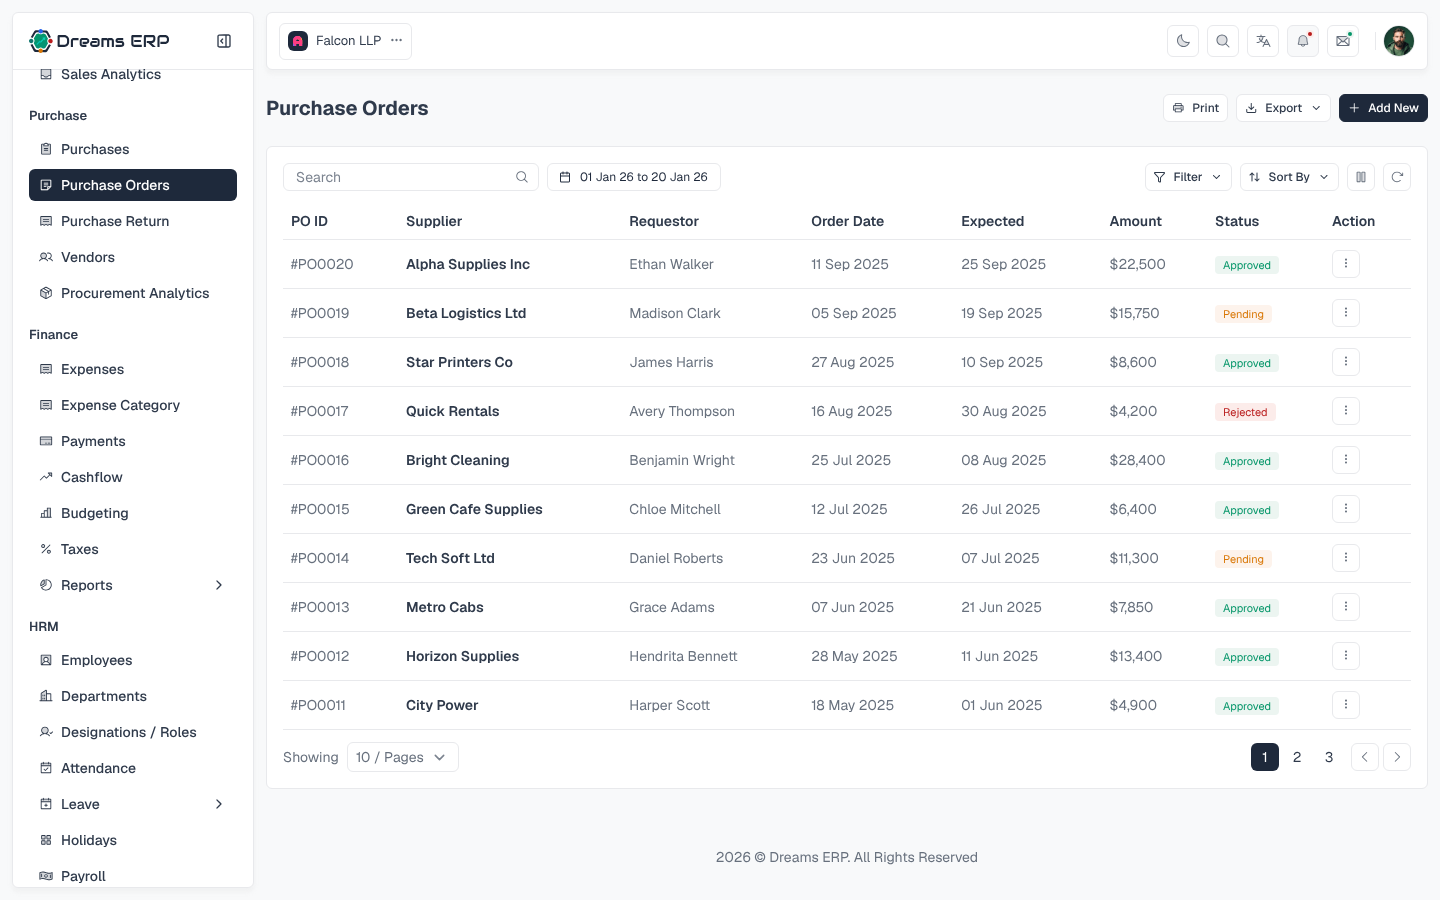 Dreams ERP
Sales Analytics
Purchase
Purchases
Purchase Orders
Purchase Return
Vendors
Procurement Analytics
Finance
Expenses
Expense Category
Payments
Cashflow
Budgeting
Taxes
Reports
HRM
Employees
Departments
Designations / Roles
Attendance
Leave
Holidays
Payroll
Falcon LLP
Purchase Orders
Print Export Add New
Search 01 Jan 26 to 20 Jan 26 Filter Sort By
PO ID Supplier Requestor Order Date Expected Amount Status Action
#PO0020 Alpha Supplies Inc Ethan Walker 11 Sep 2025 25 Sep 2025 $22,500 Approved
#PO0019 Beta Logistics Ltd Madison Clark 05 Sep 2025 19 Sep 2025 $15,750 Pending
#PO0018 Star Printers Co James Harris 27 Aug 2025 10 Sep 2025 $8,600 Approved
#PO0017 Quick Rentals Avery Thompson 16 Aug 2025 30 Aug 2025 $4,200 Rejected
#PO0016 Bright Cleaning Benjamin Wright 25 Jul 2025 08 Aug 2025 $28,400 Approved
#PO0015 Green Cafe Supplies Chloe Mitchell 12 Jul 2025 26 Jul 2025 $6,400 Approved
#PO0014 Tech Soft Ltd Daniel Roberts 23 Jun 2025 07 Jul 2025 $11,300 Pending
#PO0013 Metro Cabs Grace Adams 07 Jun 2025 21 Jun 2025 $7,850 Approved
#PO0012 Horizon Supplies Hendrita Bennett 28 May 2025 11 Jun 2025 $13,400 Approved
#PO0011 City Power Harper Scott 18 May 2025 01 Jun 2025 $4,900 Approved
Showing 10 / Pages 1 2 3
2026 © Dreams ERP. All Rights Reserved